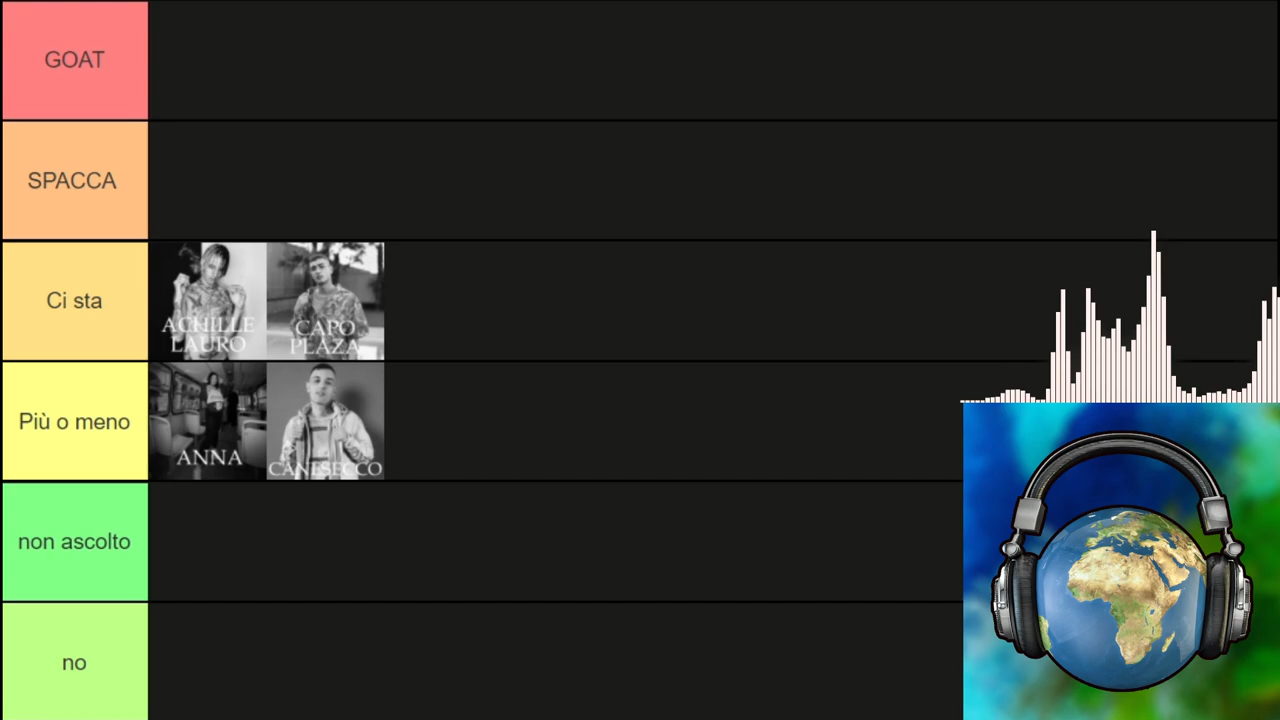 GOAT
SPACCA
Ci sta
ACHILLE
LAURO
CAPO
PLAZA
Più o meno
ANNA
CANESECCO
non ascolto
no